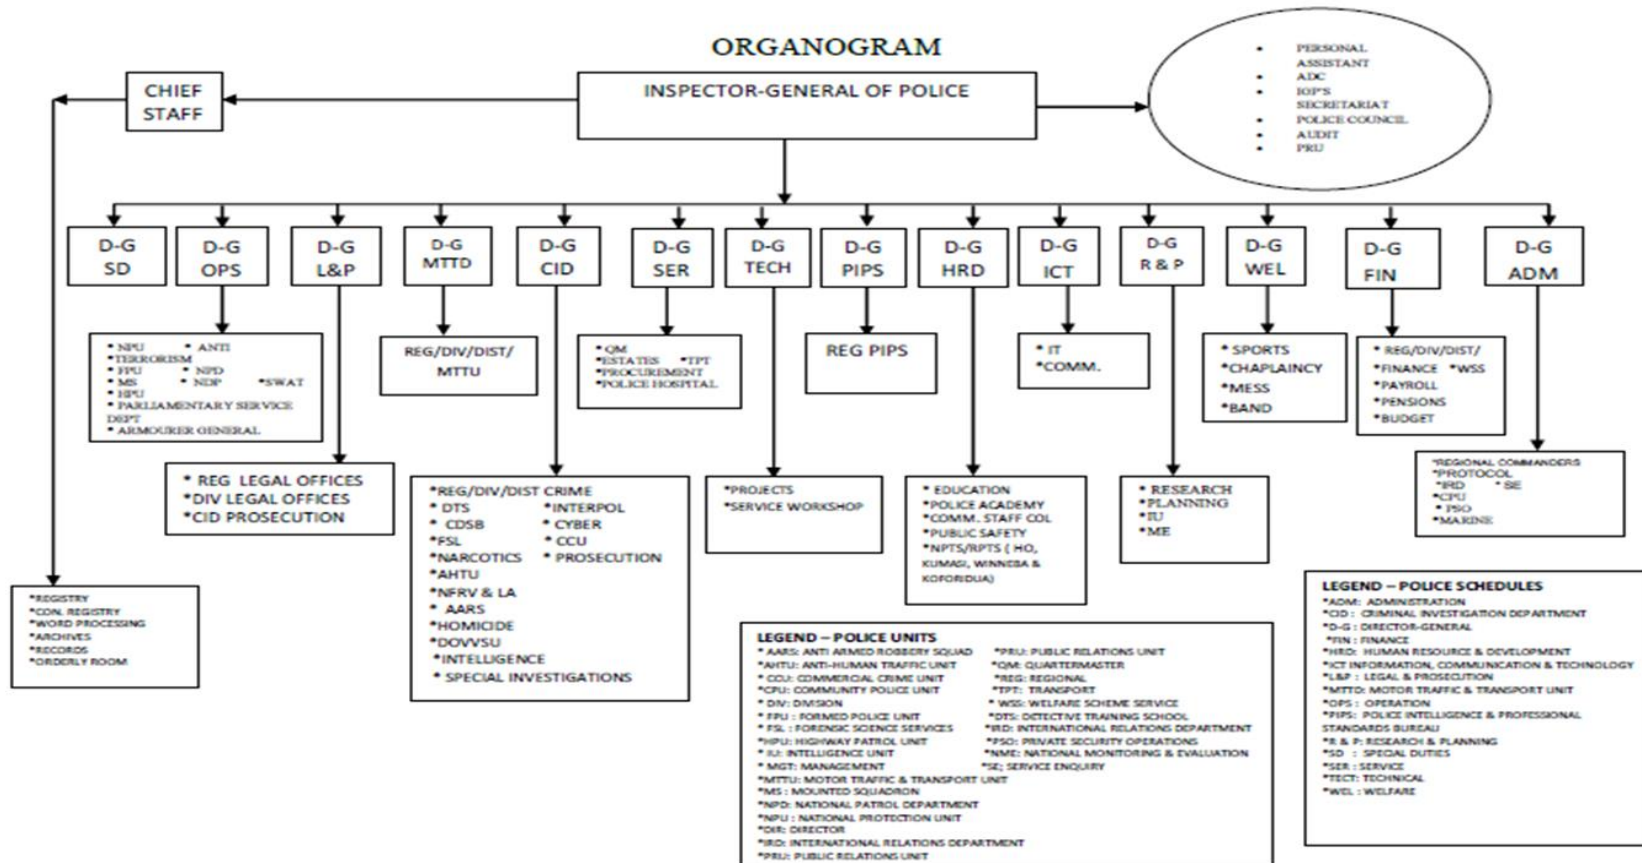 ORGANOGRAM
CHIEF
STAFF
INSPECTOR-GENERAL OF POLICE
• PERSONAL
ASSISTANT
• ADC
• IGP'S
SECRETARIAT
• POLICE COUNCIL
• AUDIT
• PRU
D-G
SD
D-G
OPS
D-G
L&P
D-G
MTTD
D-G
CID
D-G
SER
D-G
TECH
D-G
PIPS
D-G
HRD
D-G
ICT
D-G
R & P
D-G
WEL
D-G
FIN
D-G
ADM
* NPU * ANTI
*TERRORISM
* FPU * NPD
* MS * NDP *SWAT
* HPU
* PARLIAMENTARY SERVICE
DEPT
* ARMOURER GENERAL
REG/DIV/DIST/
MTTU
* QM
*ESTATES *TPT
*PROCUREMENT
*POLICE HOSPITAL
REG PIPS
* IT
*COMM.
* SPORTS
*CHAPLAINCY
*MESS
*BAND
* REG/DIV/DIST/
*FINANCE *WSS
*PAYROLL
*PENSIONS
*BUDGET
* REG LEGAL OFFICES
*DIV LEGAL OFFICES
*CID PROSECUTION
*REG/DIV/DIST CRIME
* DTS *INTERPOL
* CDSB * CYBER
*FSL * CCU
*NARCOTICS * PROSECUTION
*AHTU
*NFRV & LA
* AARS
*HOMICIDE
*DOVVSU
*INTELLIGENCE
* SPECIAL INVESTIGATIONS
*PROJECTS
*SERVICE WORKSHOP
* EDUCATION
*POLICE ACADEMY
*COMM. STAFF COL
*PUBLIC SAFETY
*NPTS/RPTS ( HO,
KUMASI, WINNEBA &
KOFORIDUA)
* RESEARCH
*PLANNING
*IU
*ME
*REGIONAL COMMANDERS
*PROTOCOL
*IRD * SE
*CPU
* PSO
*MARINE
*REGISTRY
*CON. REGISTRY
*WORD PROCESSING
*ARCHIVES
*RECORDS
*ORDERLY ROOM
LEGEND – POLICE UNITS
* AARS: ANTI ARMED ROBBERY SQUAD *PRU: PUBLIC RELATIONS UNIT
*AHTU: ANTI-HUMAN TRAFFIC UNIT *QM: QUARTERMASTER
* CCU: COMMERCIAL CRIME UNIT *REG: REGIONAL
*CPU: COMMUNITY POLICE UNIT *TPT: TRANSPORT
* DIV: DIVISION * WSS: WELFARE SCHEME SERVICE
* FPU : FORMED POLICE UNIT *DTS: DETECTIVE TRAINING SCHOOL
* FSL : FORENSIC SCIENCE SERVICES *IRD: INTERNATIONAL RELATIONS DEPARTMENT
*HPU: HIGHWAY PATROL UNIT *PSO: PRIVATE SECURITY OPERATIONS
* IU: INTELLIGENCE UNIT *NME: NATIONAL MONITORING & EVALUATION
* MGT: MANAGEMENT *SE; SERVICE ENQUIRY
*MTTU: MOTOR TRAFFIC & TRANSPORT UNIT
*MS : MOUNTED SQUADRON
*NPD: NATIONAL PATROL DEPARTMENT
*NPU : NATIONAL PROTECTION UNIT
*DIR: DIRECTOR
*IRD: INTERNATIONAL RELATIONS DEPARTMENT
*PRU: PUBLIC RELATIONS UNIT
LEGEND – POLICE SCHEDULES
*ADM: ADMINISTRATION
*CID : CRIMINAL INVESTIGATION DEPARTMENT
*D-G : DIRECTOR-GENERAL
*FIN : FINANCE
*HRD: HUMAN RESOURCE & DEVELOPMENT
*ICT INFORMATION, COMMUNICATION & TECHNOLOGY
*L&P : LEGAL & PROSECUTION
*MTTD: MOTOR TRAFFIC & TRANSPORT UNIT
*OPS : OPERATION
*PIPS: POLICE INTELLIGENCE & PROFESSIONAL
STANDARDS BUREAU
*R & P: RESEARCH & PLANNING
*SD : SPECIAL DUTIES
*SER : SERVICE
*TECT: TECHNICAL
*WEL : WELFARE